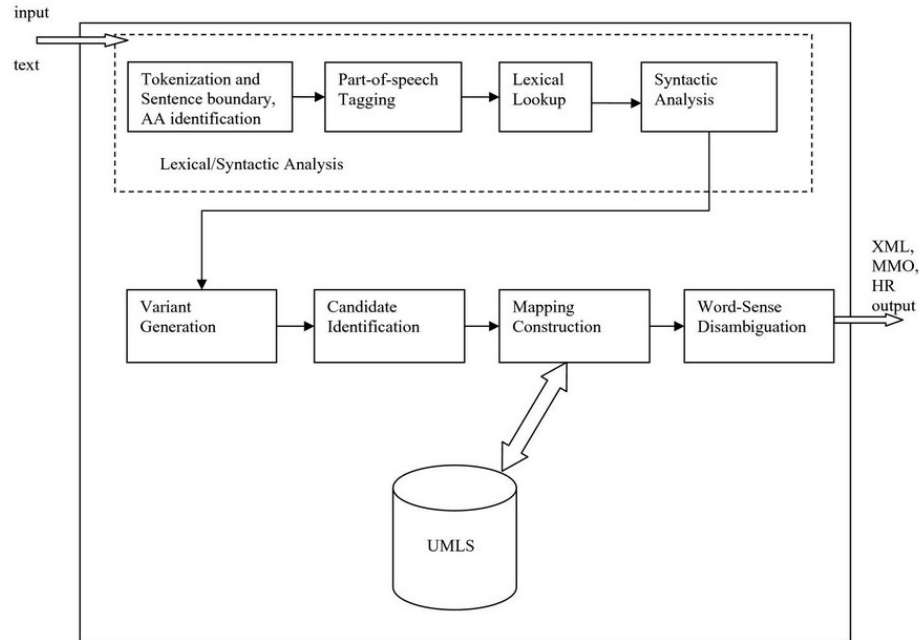 input
text
Tokenization and
Sentence boundary,
AA identification
Part-of-speech
Tagging
Lexical
Lookup
Syntactic
Analysis
Lexical/Syntactic Analysis
Variant
Generation
Candidate
Identification
Mapping
Construction
Word-Sense
Disambiguation
XML,
MMO,
HR
output
UMLS